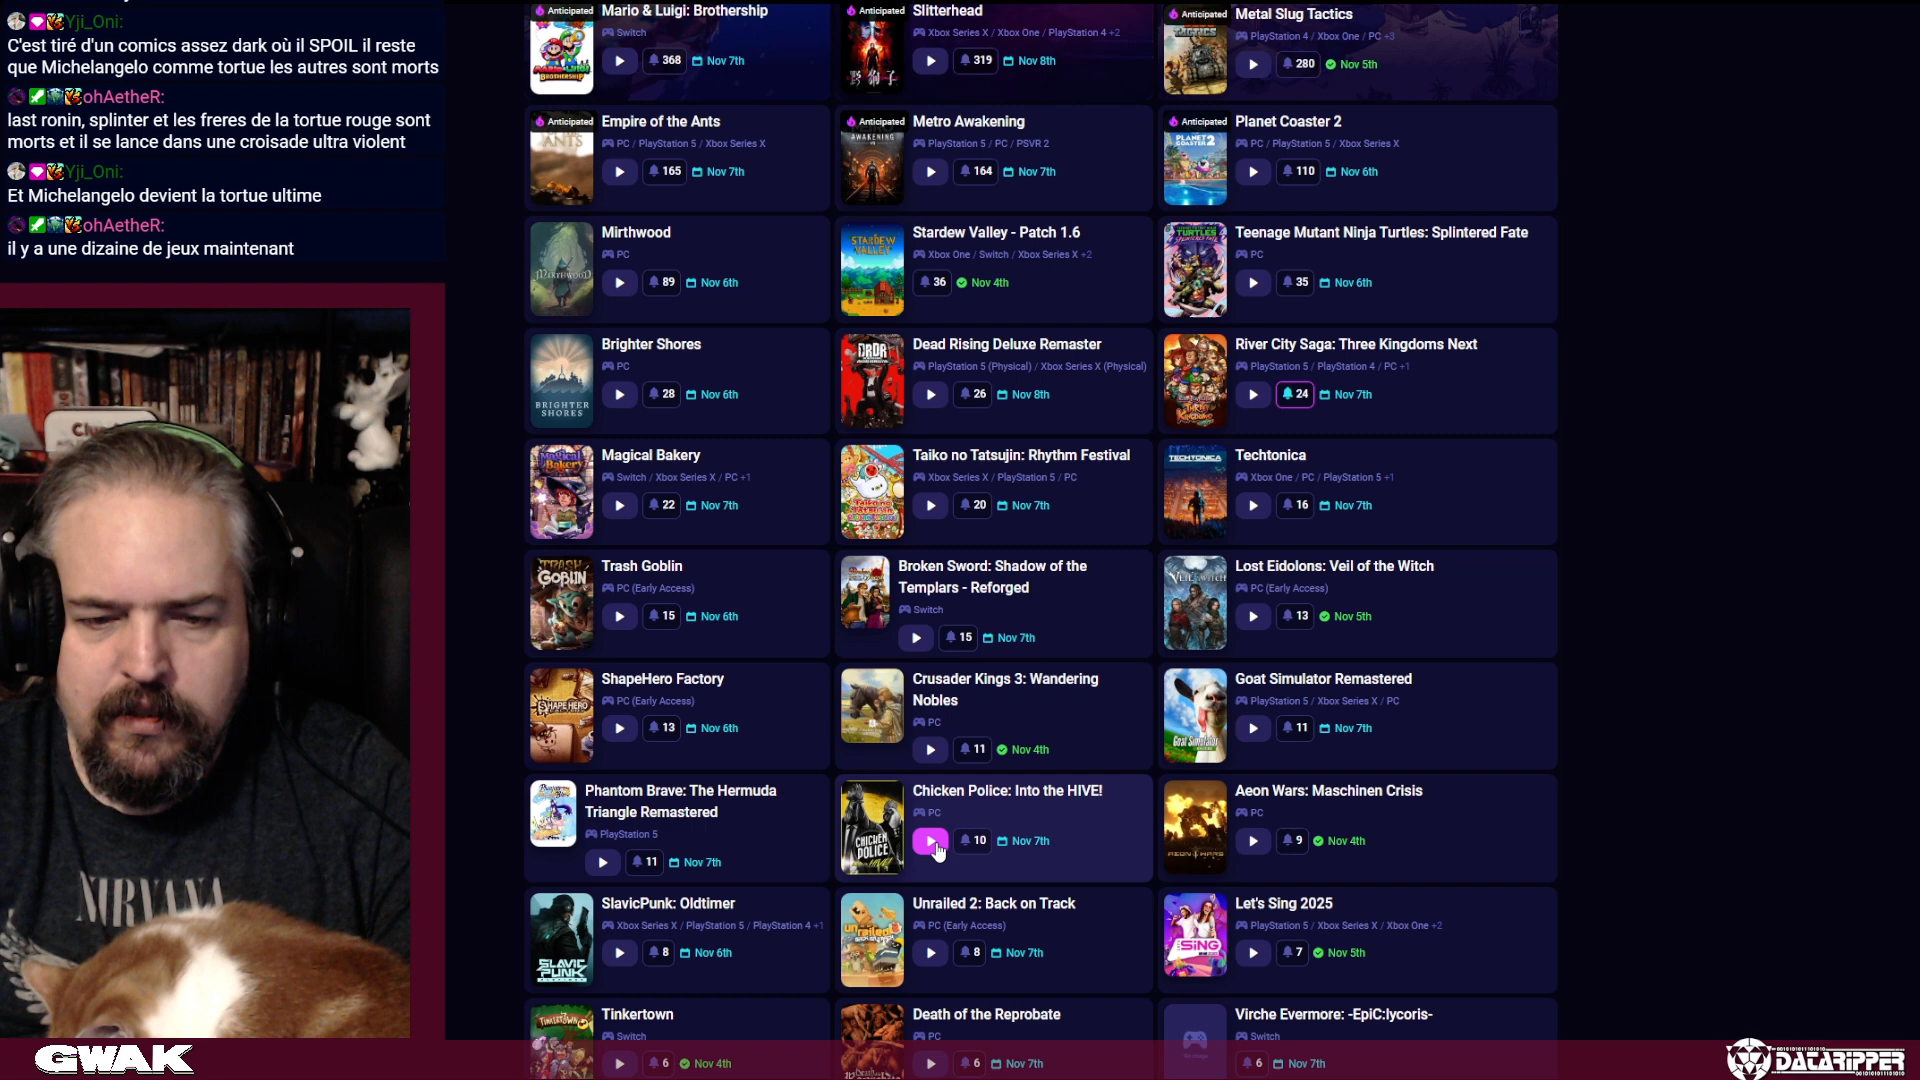 Yji_Oni:
C'est tiré d'un comics assez dark où il SPOIL il reste
que Michelangelo comme tortue les autres sont morts
ohAetheR:
last ronin, splinter et les freres de la tortue rouge sont
morts et il se lance dans une croisade ultra violent
Yji_Oni:
Et Michelangelo devient la tortue ultime
ohAetheR:
il y a une dizaine de jeux maintenant
NIRVANA
GWAK
Anticipated
Mario & Luigi: Brothership
Switch
368 Nov 7th
Anticipated
Slitterhead
Xbox Series X / Xbox One / PlayStation 4 +2
319 Nov 8th
Anticipated
Metal Slug Tactics
PlayStation 4 / Xbox One / PC +3
280 Nov 5th
Anticipated
Empire of the Ants
PC / PlayStation 5 / Xbox Series X
165 Nov 7th
Anticipated
Metro Awakening
PlayStation 5 / PC / PSVR 2
164 Nov 7th
Anticipated
Planet Coaster 2
PC / PlayStation 5 / Xbox Series X
110 Nov 6th
Mirthwood
PC
89 Nov 6th
Stardew Valley - Patch 1.6
Xbox One / Switch / Xbox Series X +2
36 Nov 4th
Teenage Mutant Ninja Turtles: Splintered Fate
PC
35 Nov 6th
BRIGHTER
SHORES
Brighter Shores
PC
28 Nov 6th
DRDR
Dead Rising Deluxe Remaster
PlayStation 5 (Physical) / Xbox Series X (Physical)
26 Nov 8th
River City Saga: Three Kingdoms Next
PlayStation 5 / PlayStation 4 / PC +1
24 Nov 7th
Magical Bakery
Switch / Xbox Series X / PC +1
22 Nov 7th
Taiko no Tatsujin: Rhythm Festival
Xbox Series X / PlayStation 5 / PC
20 Nov 7th
TECHTONICA
Techtonica
Xbox One / PC / PlayStation 5 +1
16 Nov 7th
TRASH
GOBLIN
Trash Goblin
PC (Early Access)
15 Nov 6th
Broken Sword: Shadow of the
Templars - Reforged
Switch
15 Nov 7th
Lost Eidolons: Veil of the Witch
PC (Early Access)
13 Nov 5th
SHAPEHERO
ShapeHero Factory
PC (Early Access)
13 Nov 6th
Crusader Kings 3: Wandering
Nobles
PC
11 Nov 4th
Goat Simulator
Goat Simulator Remastered
PlayStation 5 / Xbox Series X / PC
11 Nov 7th
Phantom Brave: The Hermuda
Triangle Remastered
PlayStation 5
11 Nov 7th
CHICKEN
POLICE
Chicken Police: Into the HIVE!
PC
10 Nov 7th
AEON WARS
Aeon Wars: Maschinen Crisis
PC
9 Nov 4th
SLAVIC
PUNK
SlavicPunk: Oldtimer
Xbox Series X / PlayStation 5 / PlayStation 4 +1
8 Nov 6th
Unrailed 2: Back on Track
PC (Early Access)
8 Nov 7th
SING
Let's Sing 2025
PlayStation 5 / Xbox Series X / Xbox One +2
7 Nov 5th
TINKERTOWN
Tinkertown
Switch
6 Nov 4th
Death of the Reprobate
PC
6 Nov 7th
Virche Evermore: -EpiC:lycoris-
Switch
6 Nov 7th
DATARIPPER